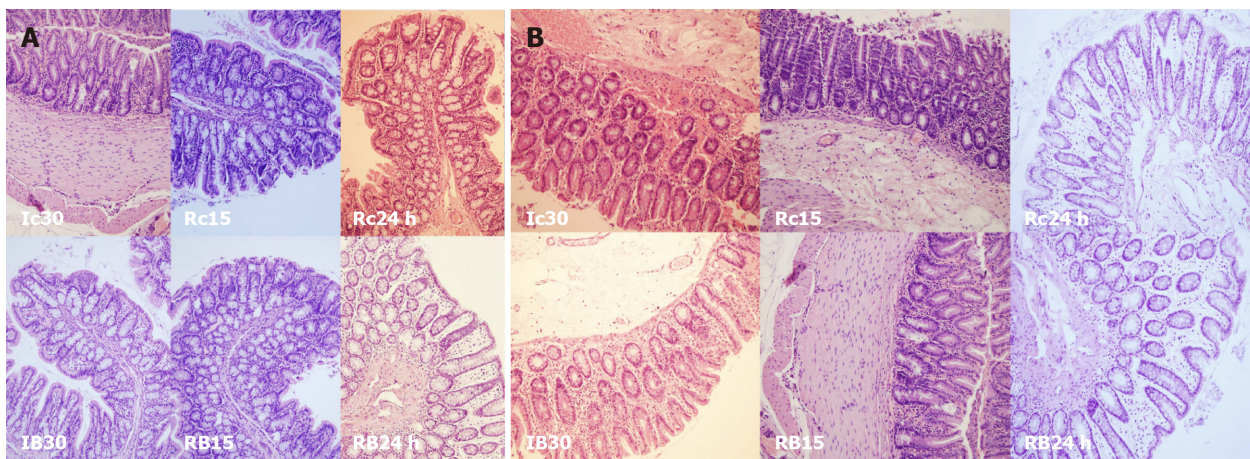 A
B
Ic30
Rc15
Rc24 h
Ic30
Rc15
Rc24 h
IB30
RB15
RB24 h
IB30
RB15
RB24 h